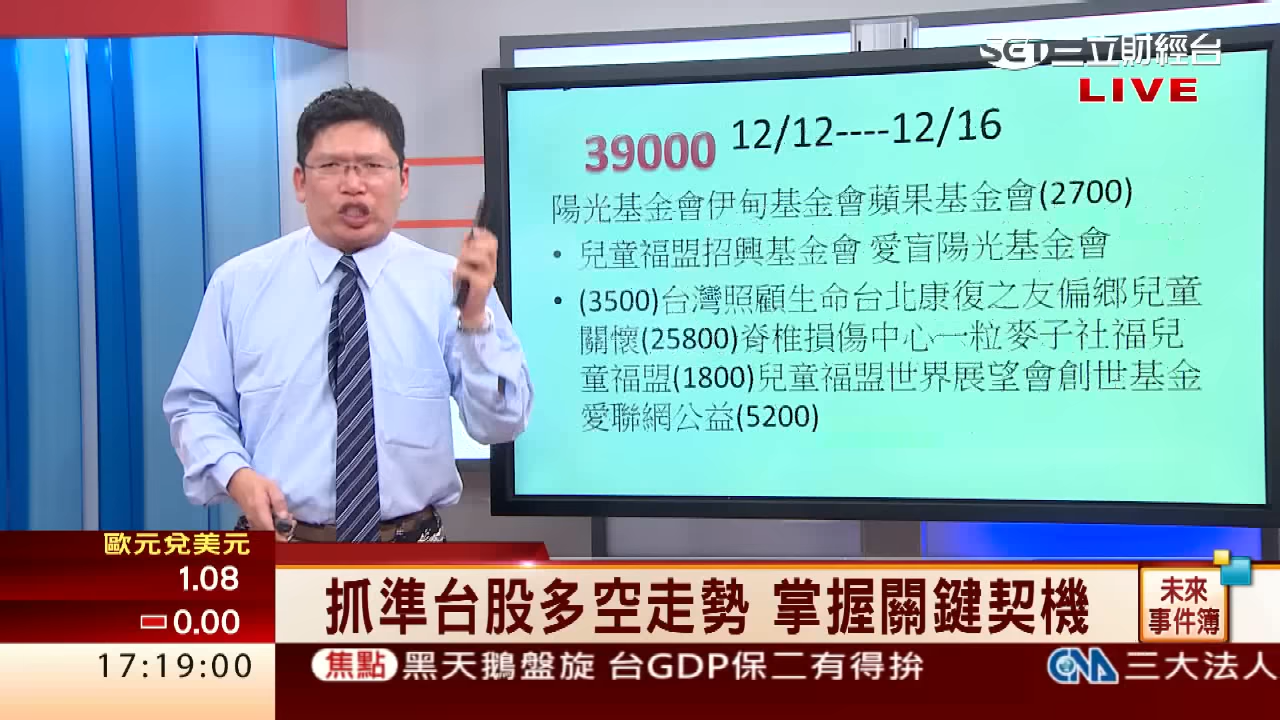 SET三立財經台
LIVE
39000 12/12----12/16
陽光基金會伊甸基金會蘋果基金會(2700)
• 兒童福盟招興基金會 愛盲陽光基金會
• (3500)台灣照顧生命台北康復之友偏鄉兒童
關懷(25800)脊椎損傷中心一粒麥子社福兒
童福盟(1800)兒童福盟世界展望會創世基金
愛聯網公益(5200)
歐元兌美元
1.08
0.00
17:19:00
抓準台股多空走勢 掌握關鍵契機
未來
事件簿
焦點 黑天鵝盤旋 台GDP保二有得拚
CNA 三大法人